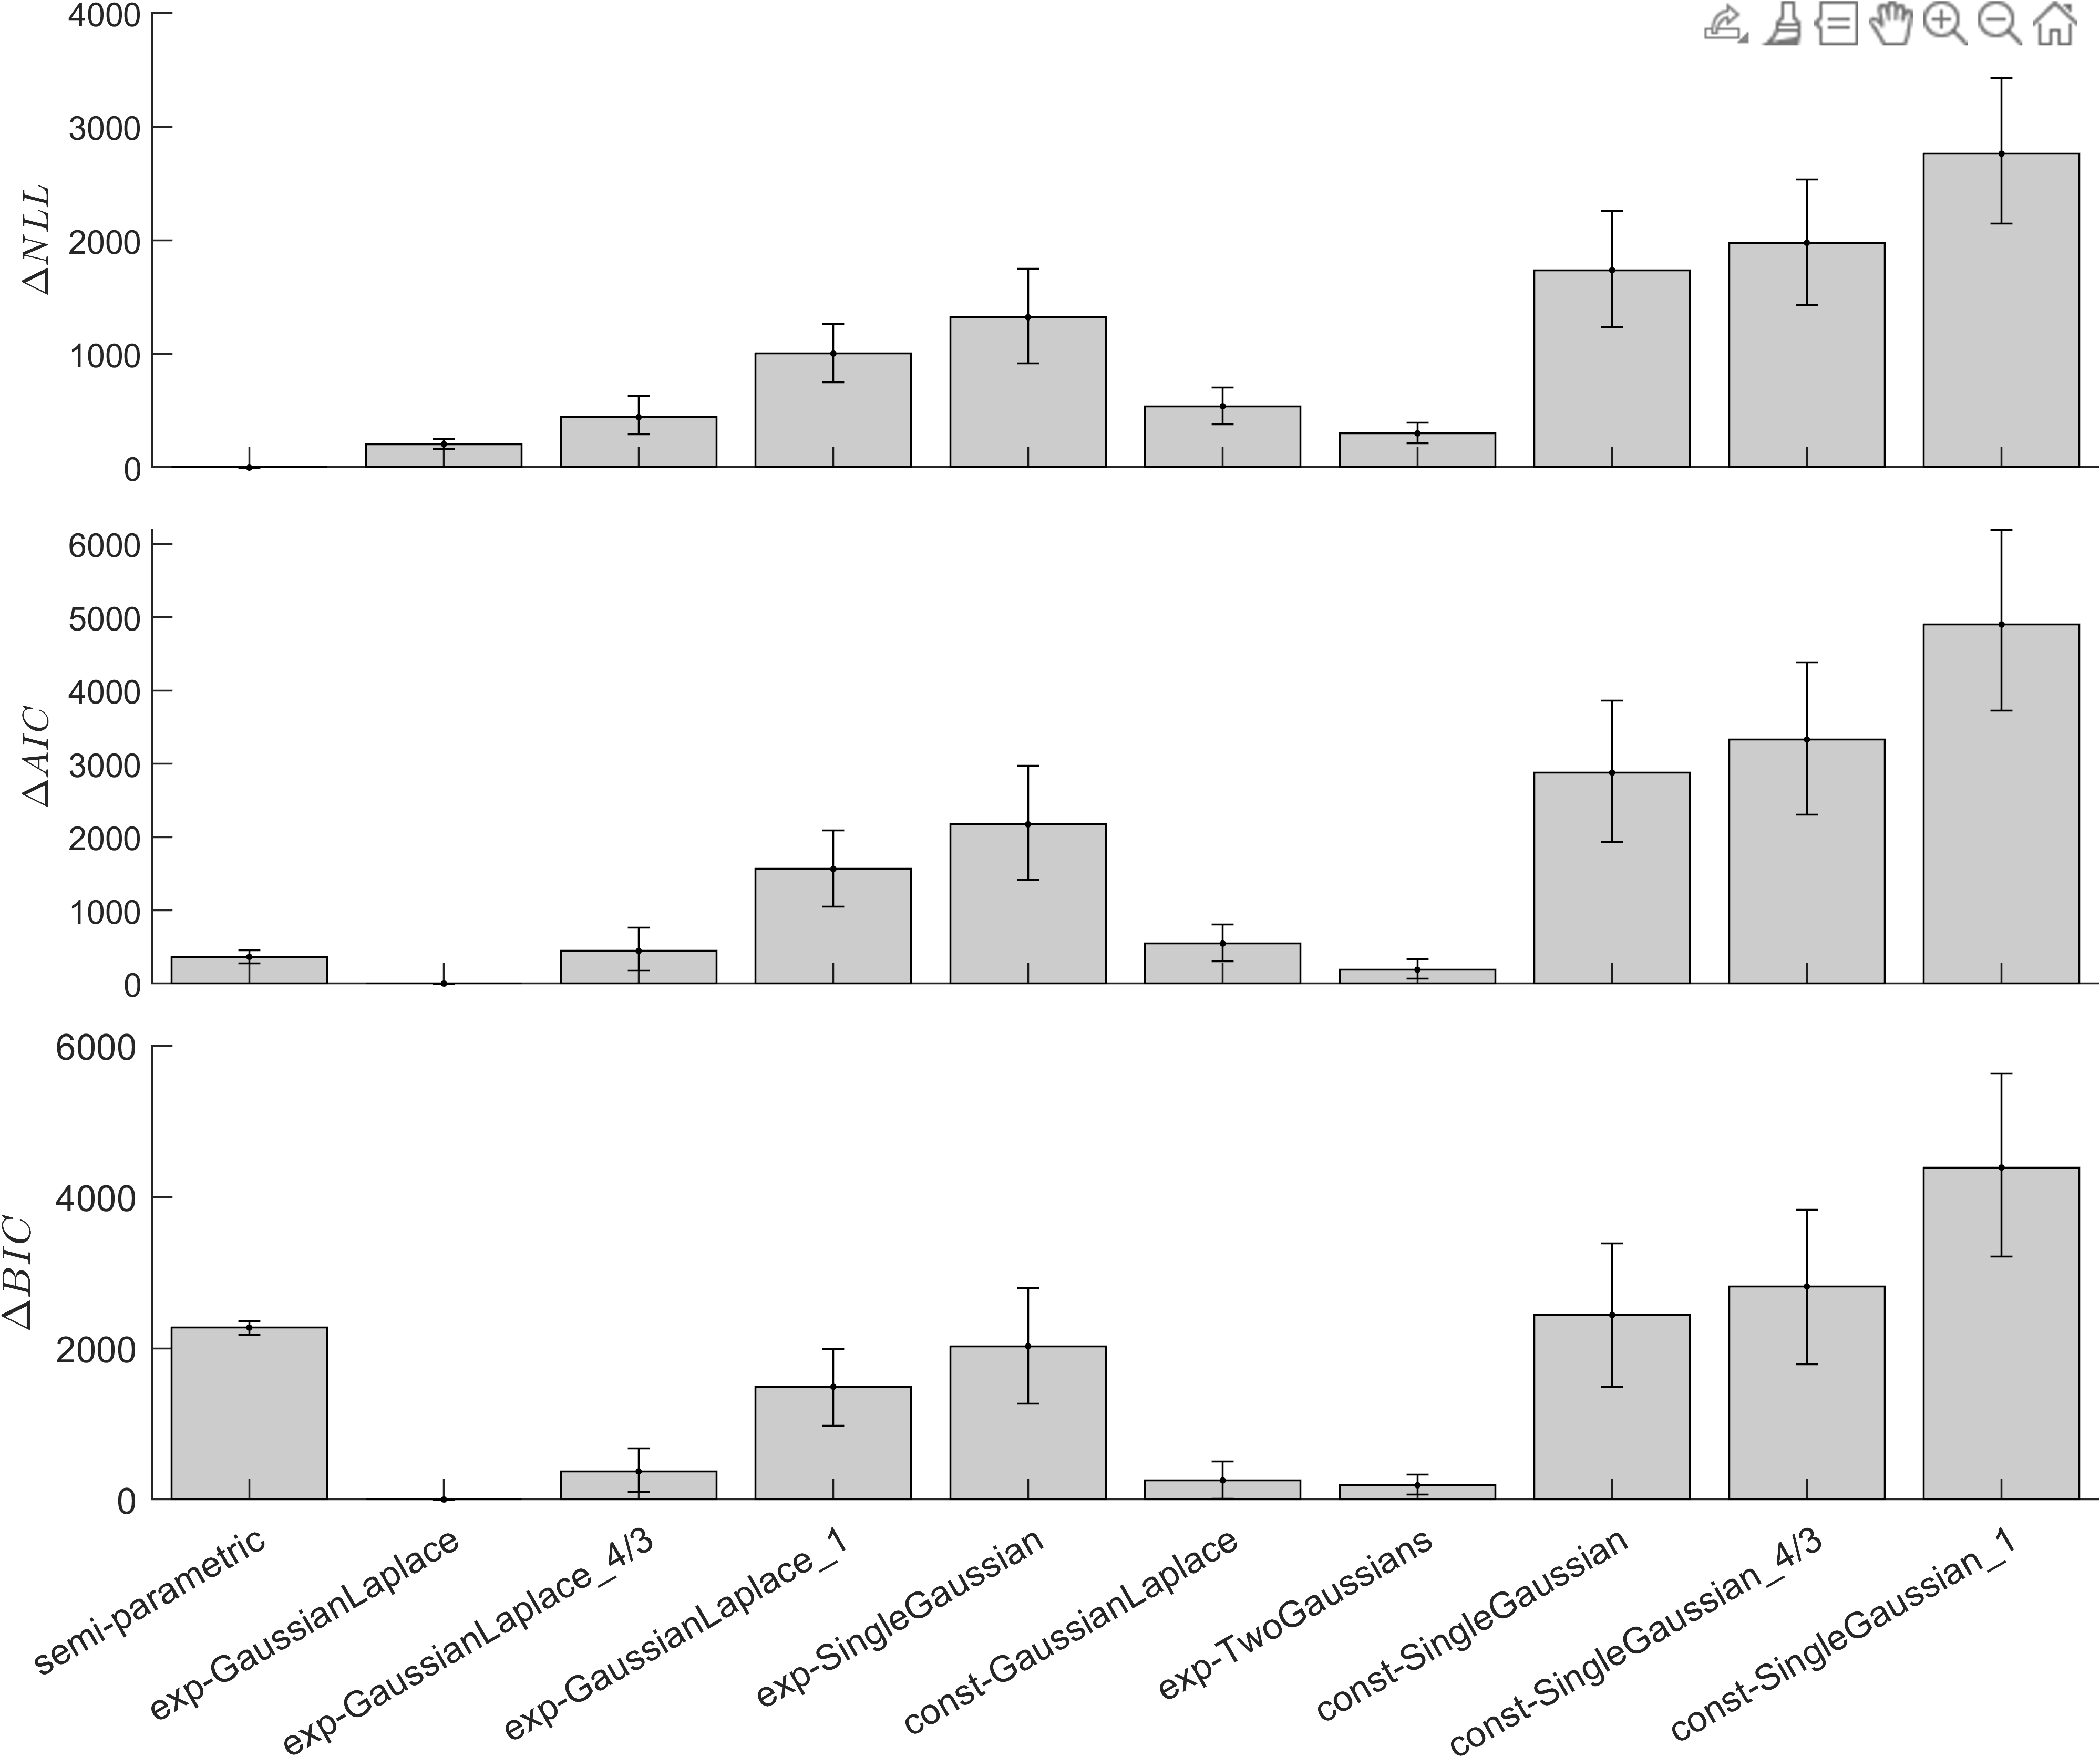 4000
3000
2000
1000
0
ΔNLL
6000
5000
4000
3000
2000
1000
0
ΔAIC
6000
4000
2000
0
ΔBIC
semi-parametric
exp-GaussianLaplace
exp-GaussianLaplace_4/3
exp-GaussianLaplace_1
exp-SingleGaussian
const-GaussianLaplace
exp-TwoGaussians
const-SingleGaussian
const-SingleGaussian_4/3
const-SingleGaussian_1